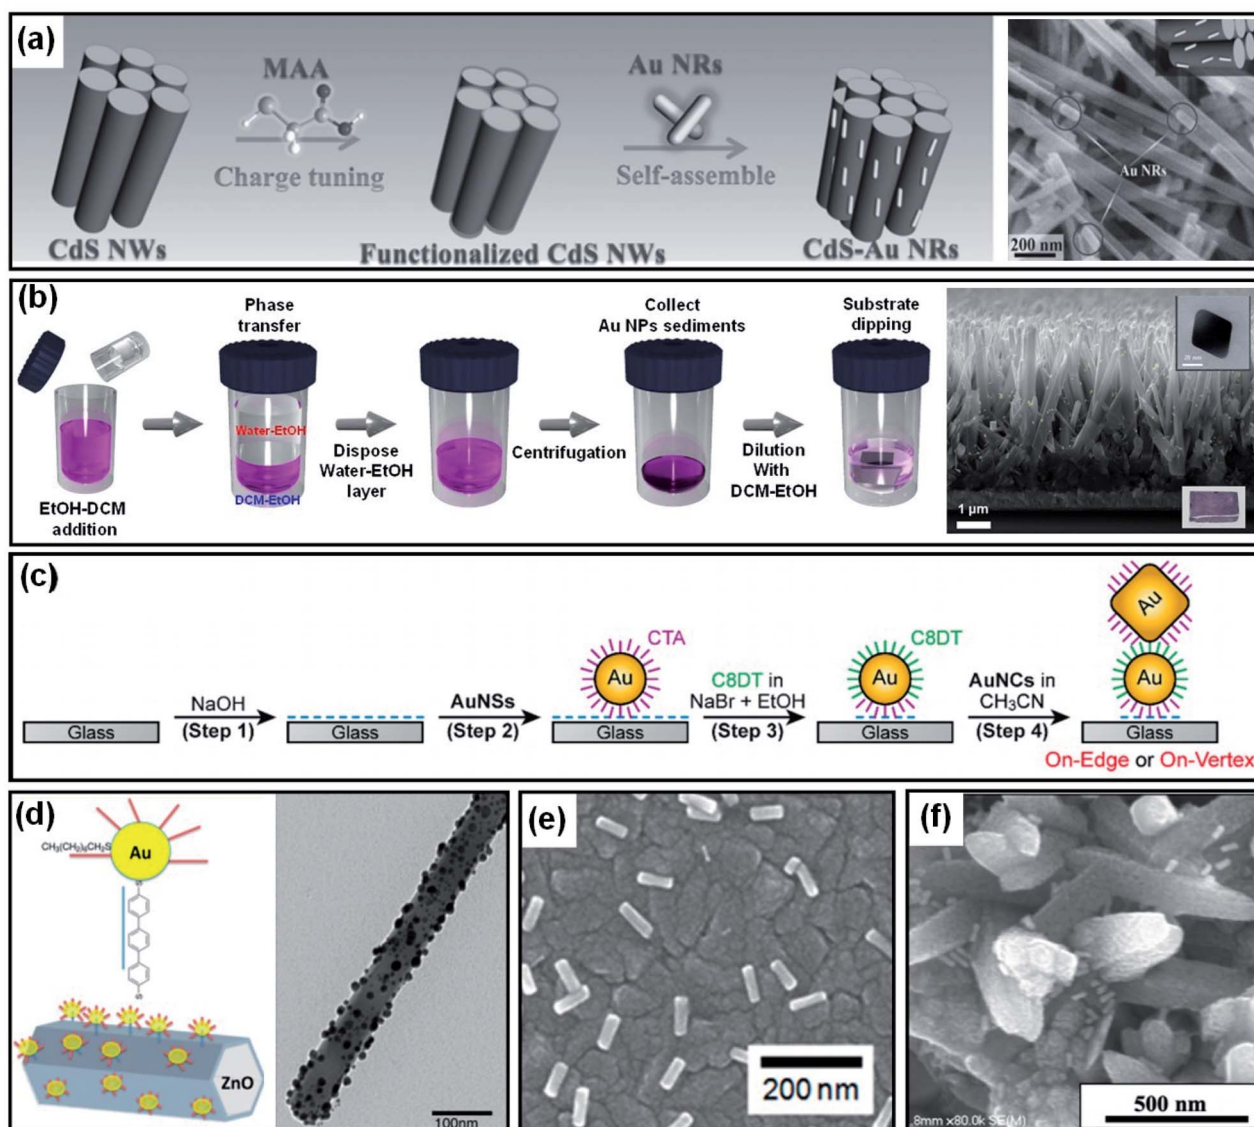 (a)
MAA
Charge tuning
Au NRs
Self-assemble
CdS NWs
Functionalized CdS NWs
CdS-Au NRs
Au NRs
200 nm
(b)
Phase
transfer
Collect
Au NPs sediments
Substrate
dipping
Water-EtOH
DCM-EtOH
EtOH-DCM
addition
Dispose
Water-EtOH
layer
Centrifugation
Dilution
With
DCM-EtOH
1 µm
(c)
Glass
NaOH
(Step 1)
Glass
AuNSs
(Step 2)
CTA
Au
Glass
C8DT in
NaBr + EtOH
(Step 3)
C8DT
Au
Glass
AuNCs in
CH3CN
(Step 4)
Au
Au
Glass
On-Edge or On-Vertex
(d)
Au
CH3(CH2)6CH2S
ZnO
100nm
(e)
200 nm
(f)
500 nm
.8mm ×80.0k SE(M)